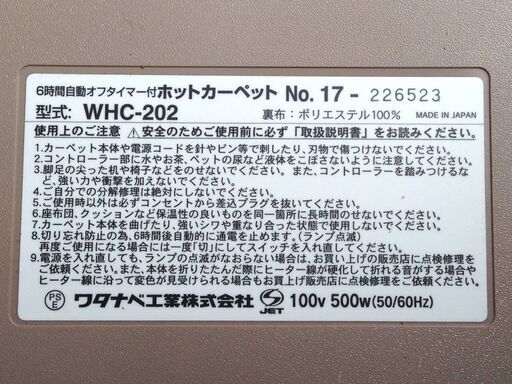 6時間自動オフタイマー付ホットカーペット No. 17 - 226523
型式: WHC-202 裏布：ポリエステル100% MADE IN JAPAN
使用上のご注意 ⚠安全のためご使用前に必ず「取扱説明書」をお読みください。
1.カーペット本体や電源コードを針やピン等で刺したり、刃物で傷つけないでください。
2.コントローラー部に水やお茶、ペットの尿など液体をこぼさないように注意してください。
3.脚足の尖った机や椅子などをのせないでください。また、コントローラーを踏みつける
など、強い力や衝撃を加えないでください。
4.ご自分での分解修理は絶対にしないでください。
5.ご使用時以外は必ずコンセントから差込プラグを抜いてください。
6.座布団、クッションなど保温性の良いものを同一箇所に長時間のせないでください。
7.カーペット本体を曲げたり、強いシワや重なり合った状態で使用しないでください。
8.切り忘れ防止の為、6時間後自動的に通電を止めます。（ランプ点滅）
再度ご使用になる場合には一度「切」にしてスイッチを入れ直してください。
9.電源を入れ直しても、ランプの点滅がなおらない場合は、お買い上げの販売店に点検修理を
ご依頼ください。また、本体を折りたたんだ際にヒーター線が硬化して折れる音がする場合や
ヒーター線に沿って変色が見られる場合もお買上げ販売店に点検修理をご依頼ください。
PS
E ワタナベ工業株式会社 S JET 100v 500w(50/60Hz)